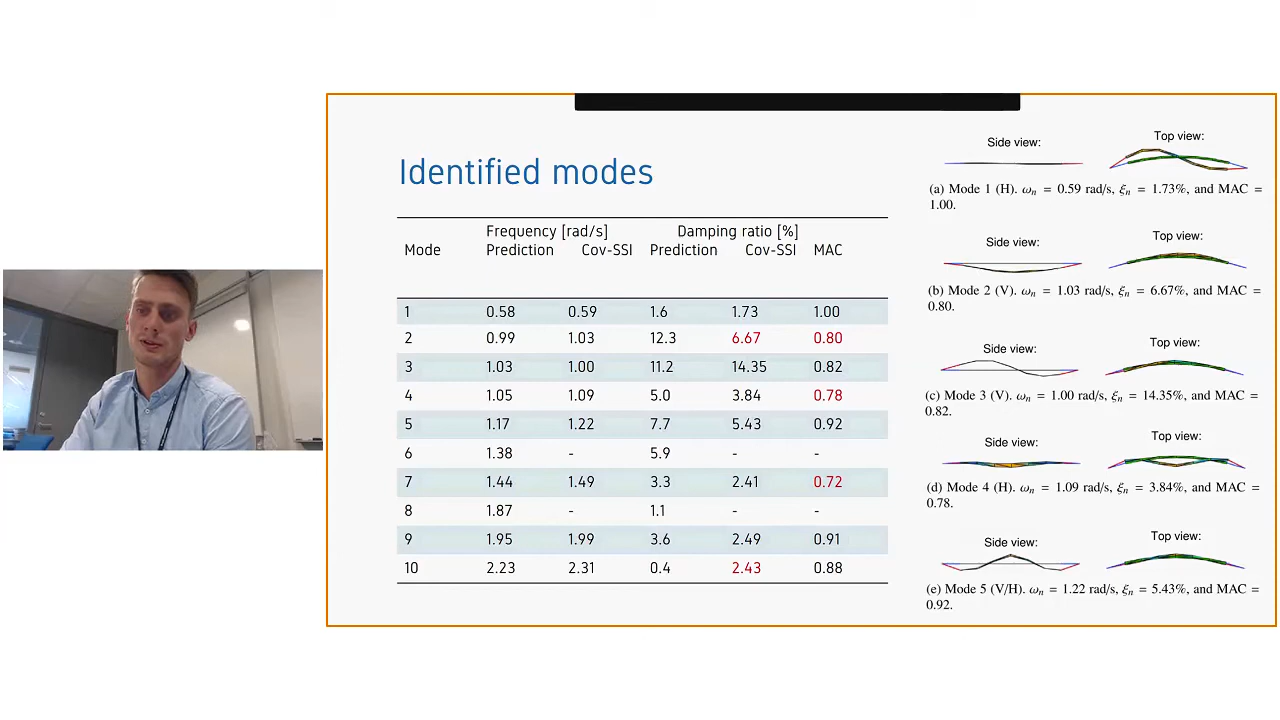 Identified modes
Frequency [rad/s] Damping ratio [%]
Mode Prediction Cov-SSI Prediction Cov-SSI MAC
1 0.58 0.59 1.6 1.73 1.00
2 0.99 1.03 12.3 6.67 0.80
3 1.03 1.00 11.2 14.35 0.82
4 1.05 1.09 5.0 3.84 0.78
5 1.17 1.22 7.7 5.43 0.92
6 1.38 - 5.9 - -
7 1.44 1.49 3.3 2.41 0.72
8 1.87 - 1.1 - -
9 1.95 1.99 3.6 2.49 0.91
10 2.23 2.31 0.4 2.43 0.88
Side view: Top view:
(a) Mode 1 (H). ωn = 0.59 rad/s, ξn = 1.73%, and MAC =
1.00.
Side view: Top view:
(b) Mode 2 (V). ωn = 1.03 rad/s, ξn = 6.67%, and MAC =
0.80.
Side view: Top view:
(c) Mode 3 (V). ωn = 1.00 rad/s, ξn = 14.35%, and MAC =
0.82.
Side view: Top view:
(d) Mode 4 (H). ωn = 1.09 rad/s, ξn = 3.84%, and MAC =
0.78.
Side view: Top view:
(e) Mode 5 (V/H). ωn = 1.22 rad/s, ξn = 5.43%, and MAC =
0.92.